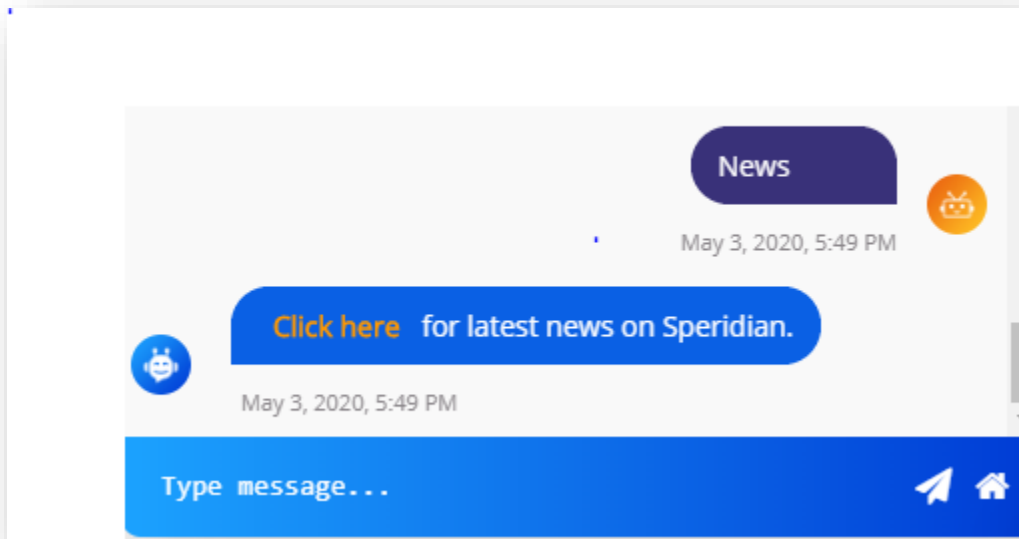 News
May 3, 2020, 5:49 PM
Click here for latest news on Speridian.
May 3, 2020, 5:49 PM
Type message...